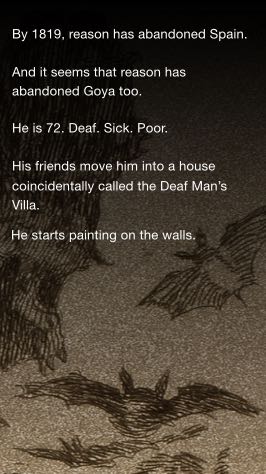 By 1819, reason has abandoned Spain.
And it seems that reason has
abandoned Goya too.
He is 72. Deaf. Sick. Poor.
His friends move him into a house
coincidentally called the Deaf Man's
Villa.
He starts painting on the walls.